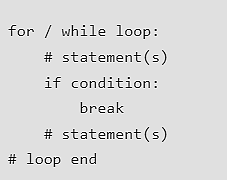 for / while loop:
    # statement(s)
    if condition:
        break
    # statement(s)
# loop end